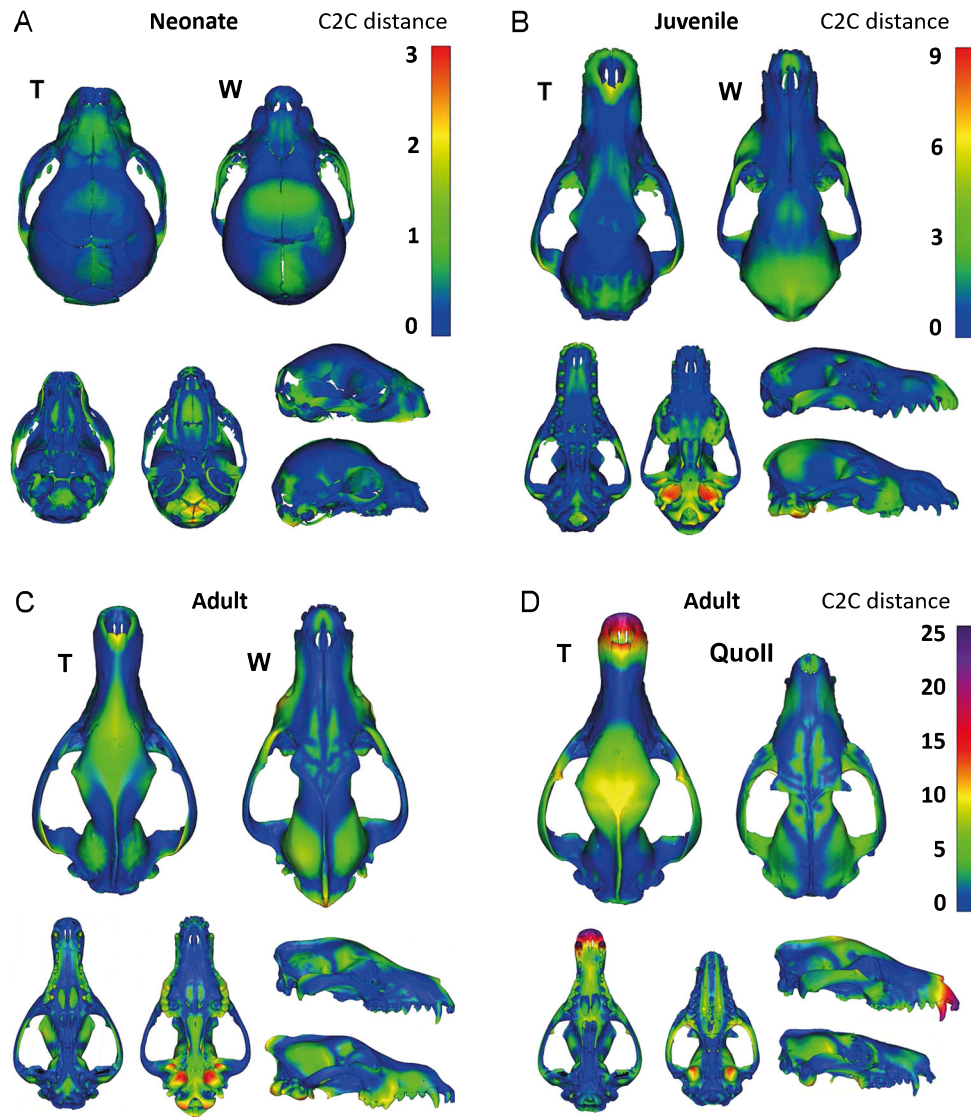 A Neonate C2C distance
T W
3
2
1
0
B Juvenile C2C distance
T W
9
6
3
0
C Adult
T W
D Adult C2C distance
T Quoll
25
20
15
10
5
0